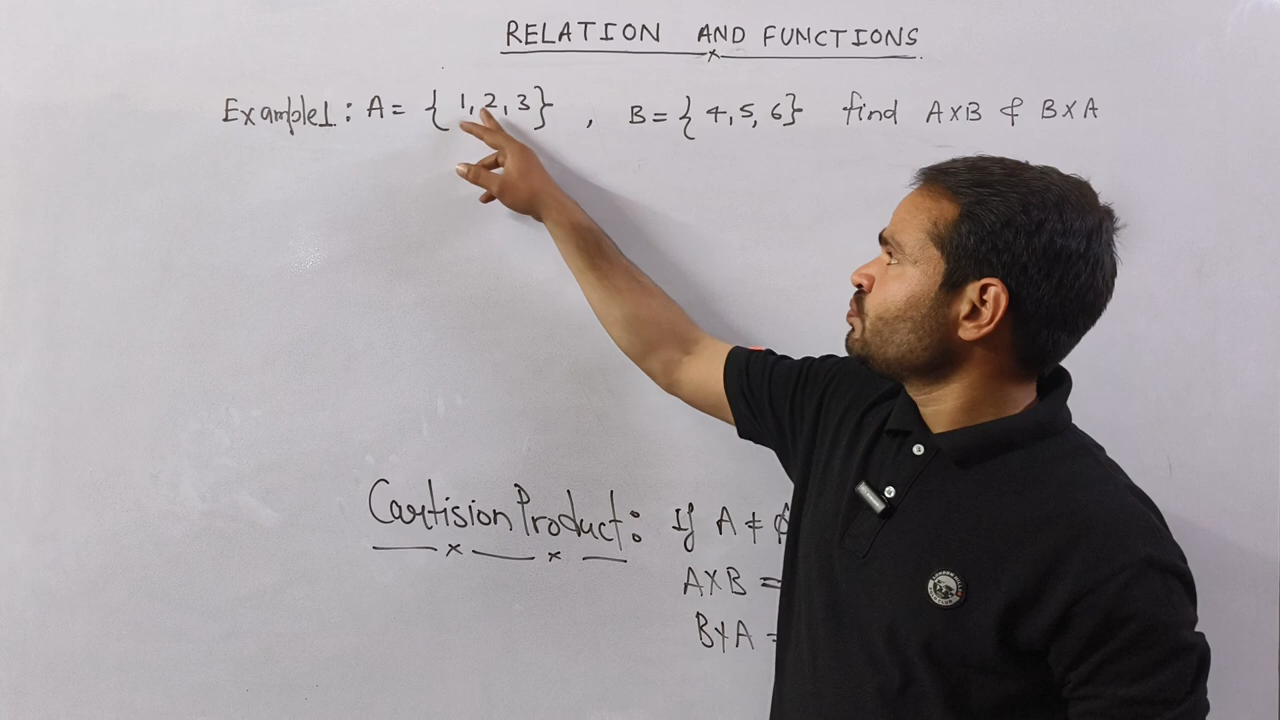 RELATION AND FUNCTIONS
Example1: A = {1,2,3}, B = {4,5,6} find A×B & B×A
Cartision Product: If A ≠ ϕ
A×B =
B×A =